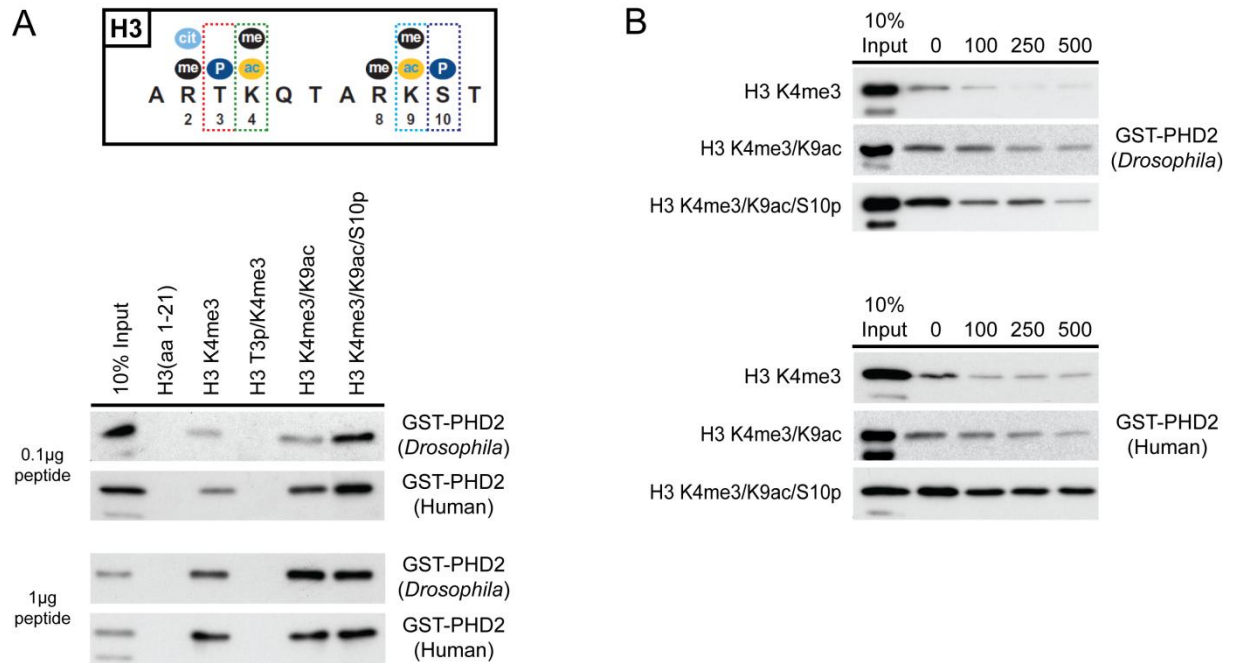 A
H3
cit me me
me P ac me ac P
A R T K Q T A R K S T
2 3 4 8 9 10
10% Input
H3(aa 1-21)
H3 K4me3
H3 T3p/K4me3
H3 K4me3/K9ac
H3 K4me3/K9ac/S10p
0.1µg
peptide
GST-PHD2
(Drosophila)
GST-PHD2
(Human)
1µg
peptide
GST-PHD2
(Drosophila)
GST-PHD2
(Human)
B
10%
Input 0 100 250 500
H3 K4me3
H3 K4me3/K9ac
H3 K4me3/K9ac/S10p
GST-PHD2
(Drosophila)
10%
Input 0 100 250 500
H3 K4me3
H3 K4me3/K9ac
H3 K4me3/K9ac/S10p
GST-PHD2
(Human)